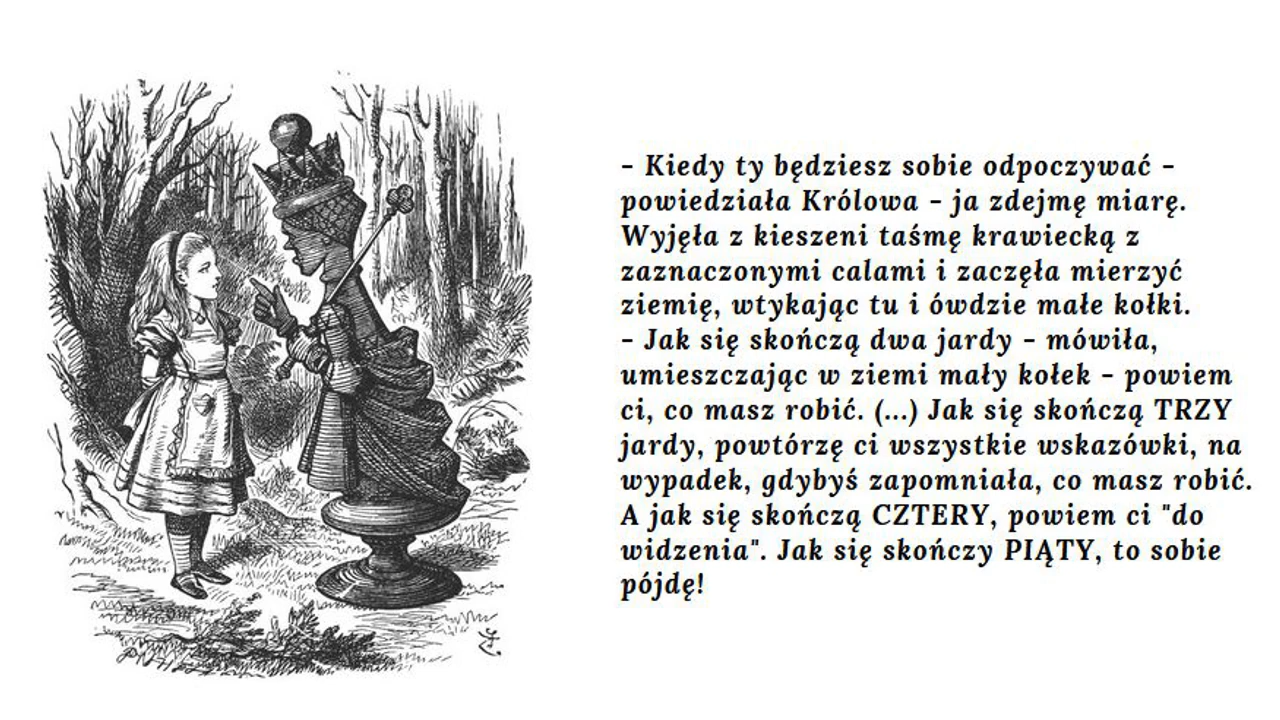 - Kiedy ty będziesz sobie odpoczywać -
powiedziała Królowa - ja zdejmę miarę.
Wyjęła z kieszeni taśmę krawiecką z
zaznaczonymi calami i zaczęła mierzyć
ziemię, wtykając tu i ówdzie małe kołki.
- Jak się skończą dwa jardy - mówiła,
umieszczając w ziemi mały kołek - powiem
ci, co masz robić. (...) Jak się skończą TRZY
jardy, powtórzę ci wszystkie wskazówki, na
wypadek, gdybyś zapomniała, co masz robić.
A jak się skończą CZTERY, powiem ci "do
widzenia". Jak się skończy PIĄTY, to sobie
pójdę!